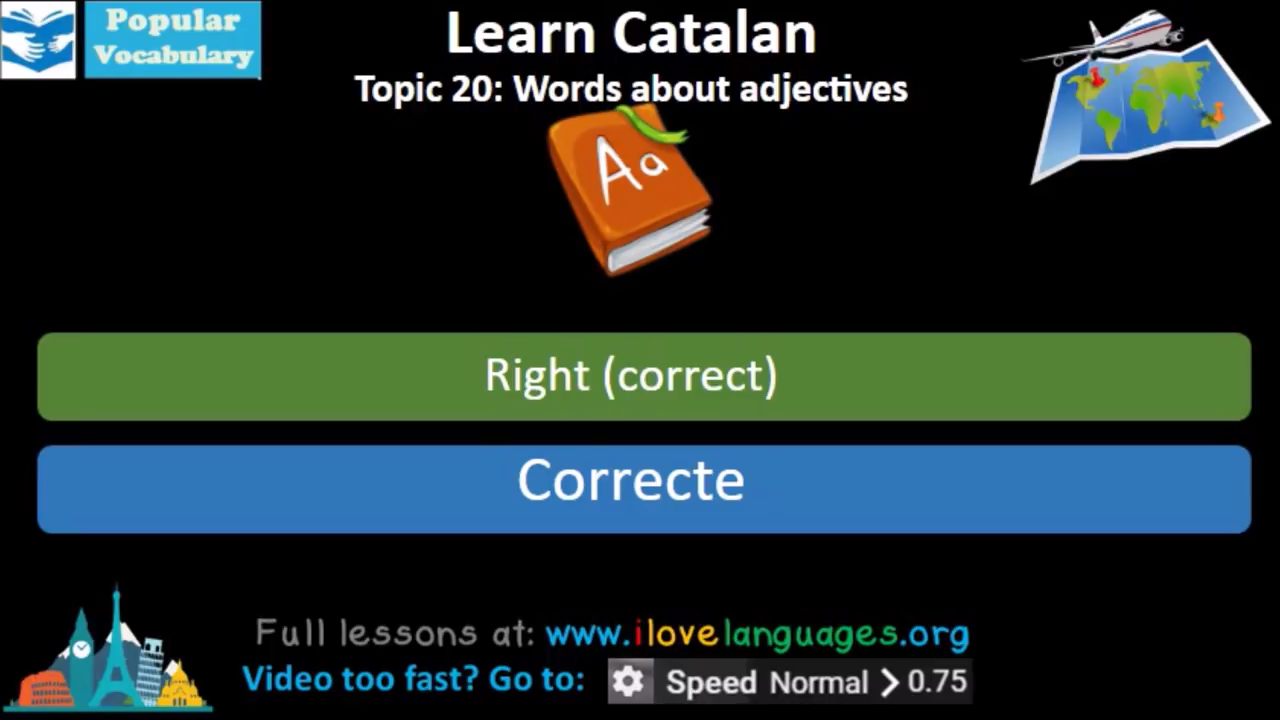 Popular
Vocabulary
Learn Catalan
Topic 20: Words about adjectives
Aa
Right (correct)
Correcte
Full lessons at: www.ilovelanguages.org
Video too fast? Go to: Speed Normal > 0.75